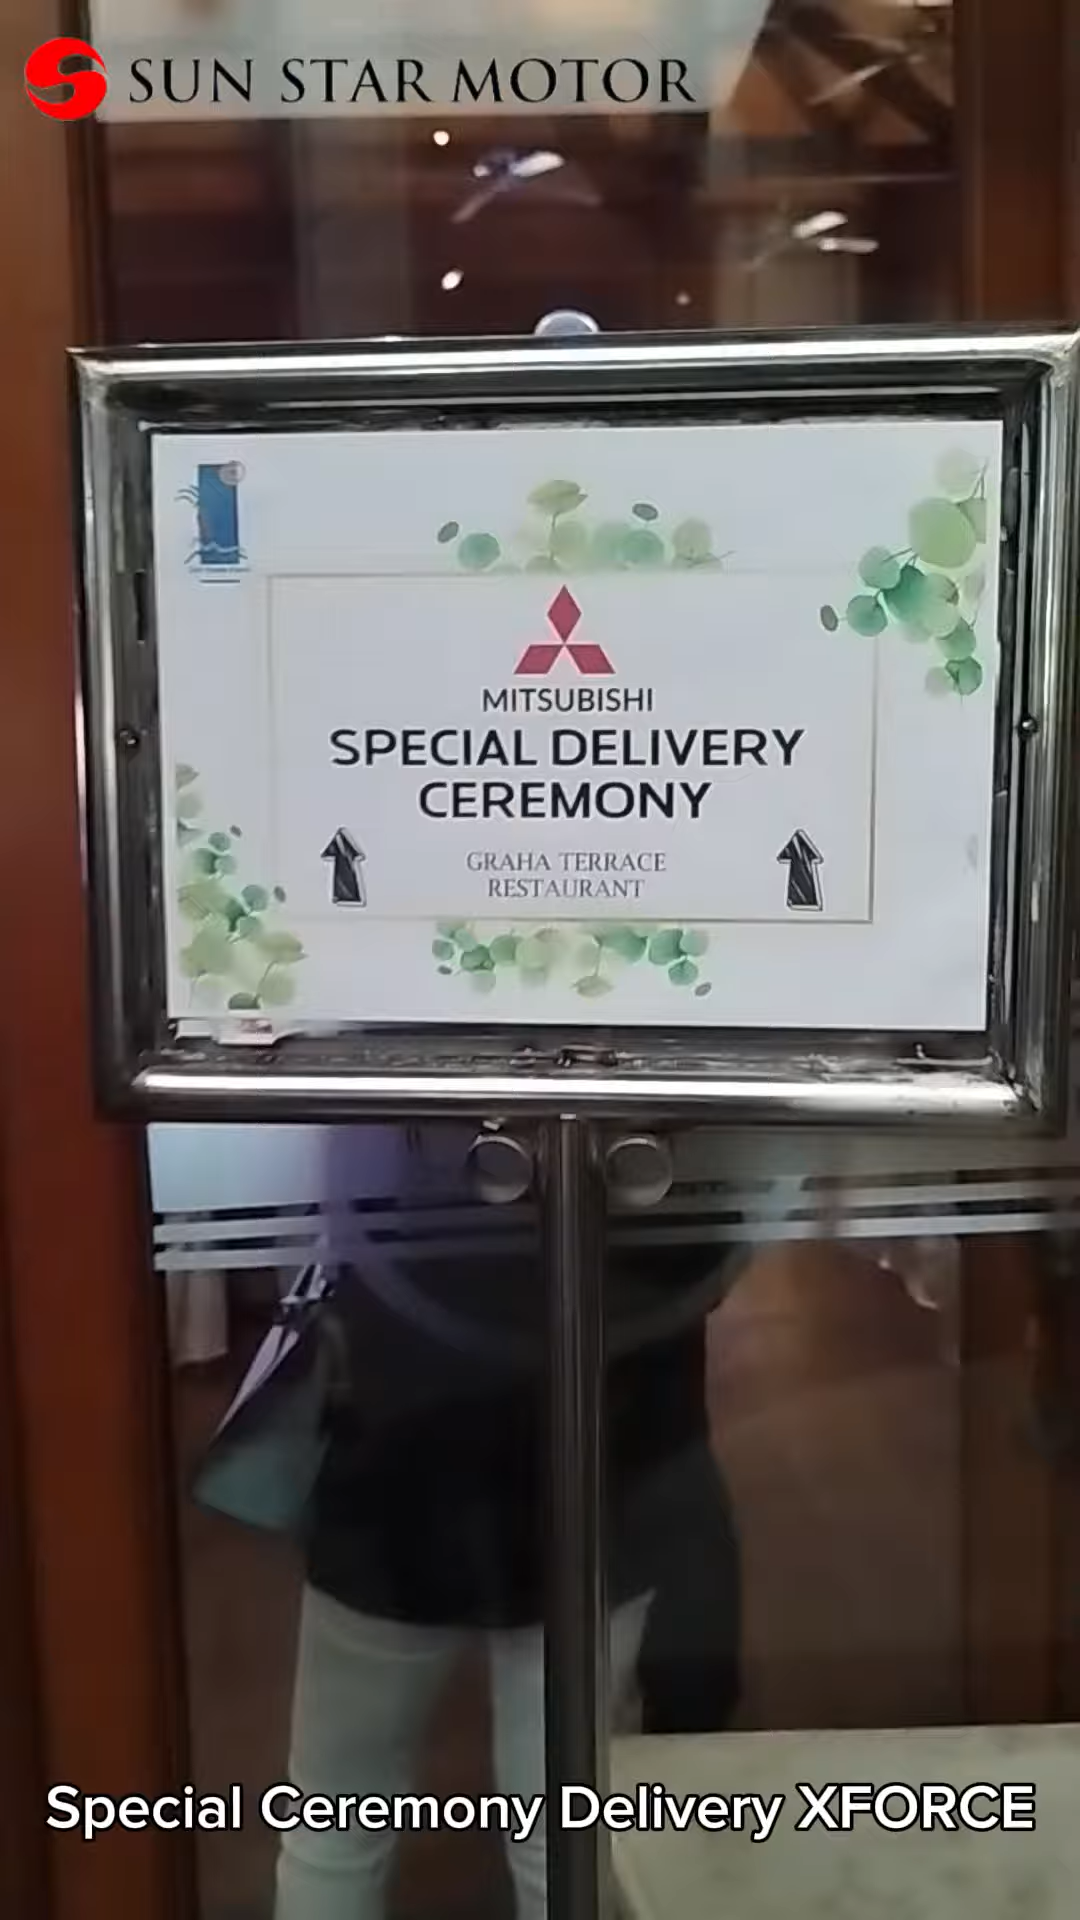 SUN STAR MOTOR
MITSUBISHI
SPECIAL DELIVERY
CEREMONY
GRAHA TERRACE
RESTAURANT
Special Ceremony Delivery XFORCE